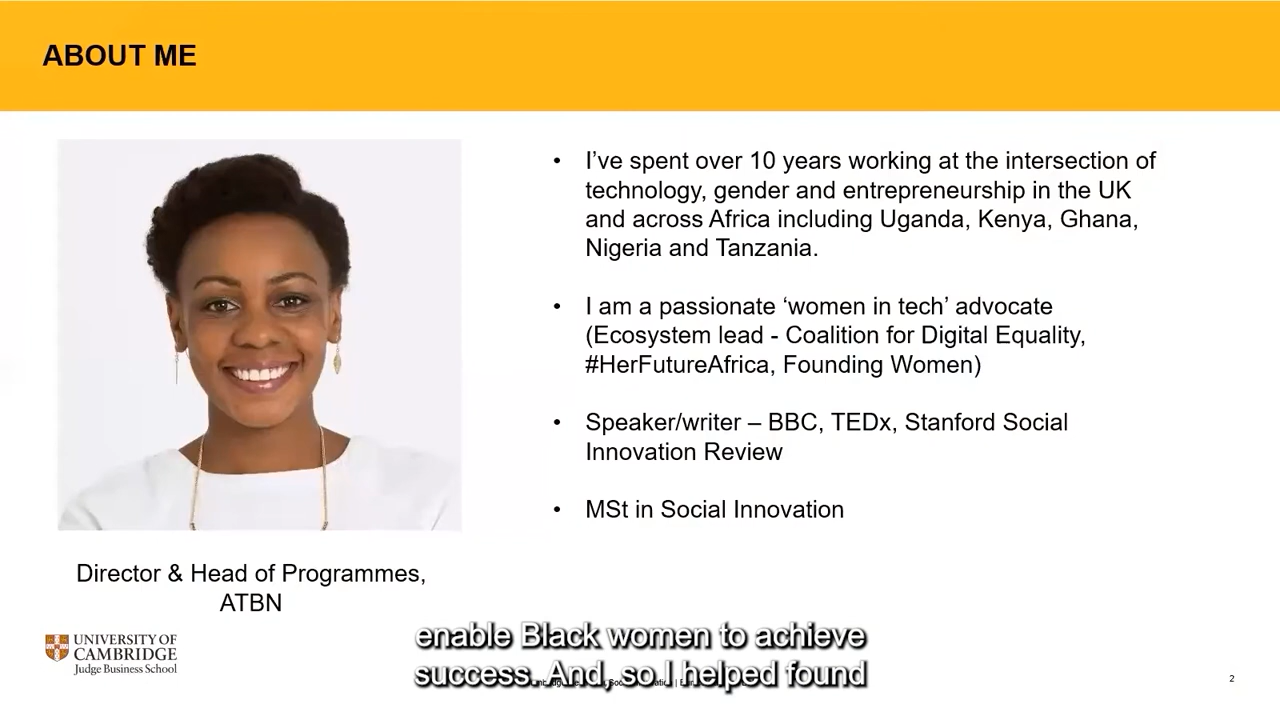 ABOUT ME
• I’ve spent over 10 years working at the intersection of
technology, gender and entrepreneurship in the UK
and across Africa including Uganda, Kenya, Ghana,
Nigeria and Tanzania.
• I am a passionate ‘women in tech’ advocate
(Ecosystem lead - Coalition for Digital Equality,
#HerFutureAfrica, Founding Women)
• Speaker/writer – BBC, TEDx, Stanford Social
Innovation Review
• MSt in Social Innovation
Director & Head of Programmes,
ATBN
UNIVERSITY OF
CAMBRIDGE
Judge Business School
enable Black women to achieve
success. And, so I helped found
2